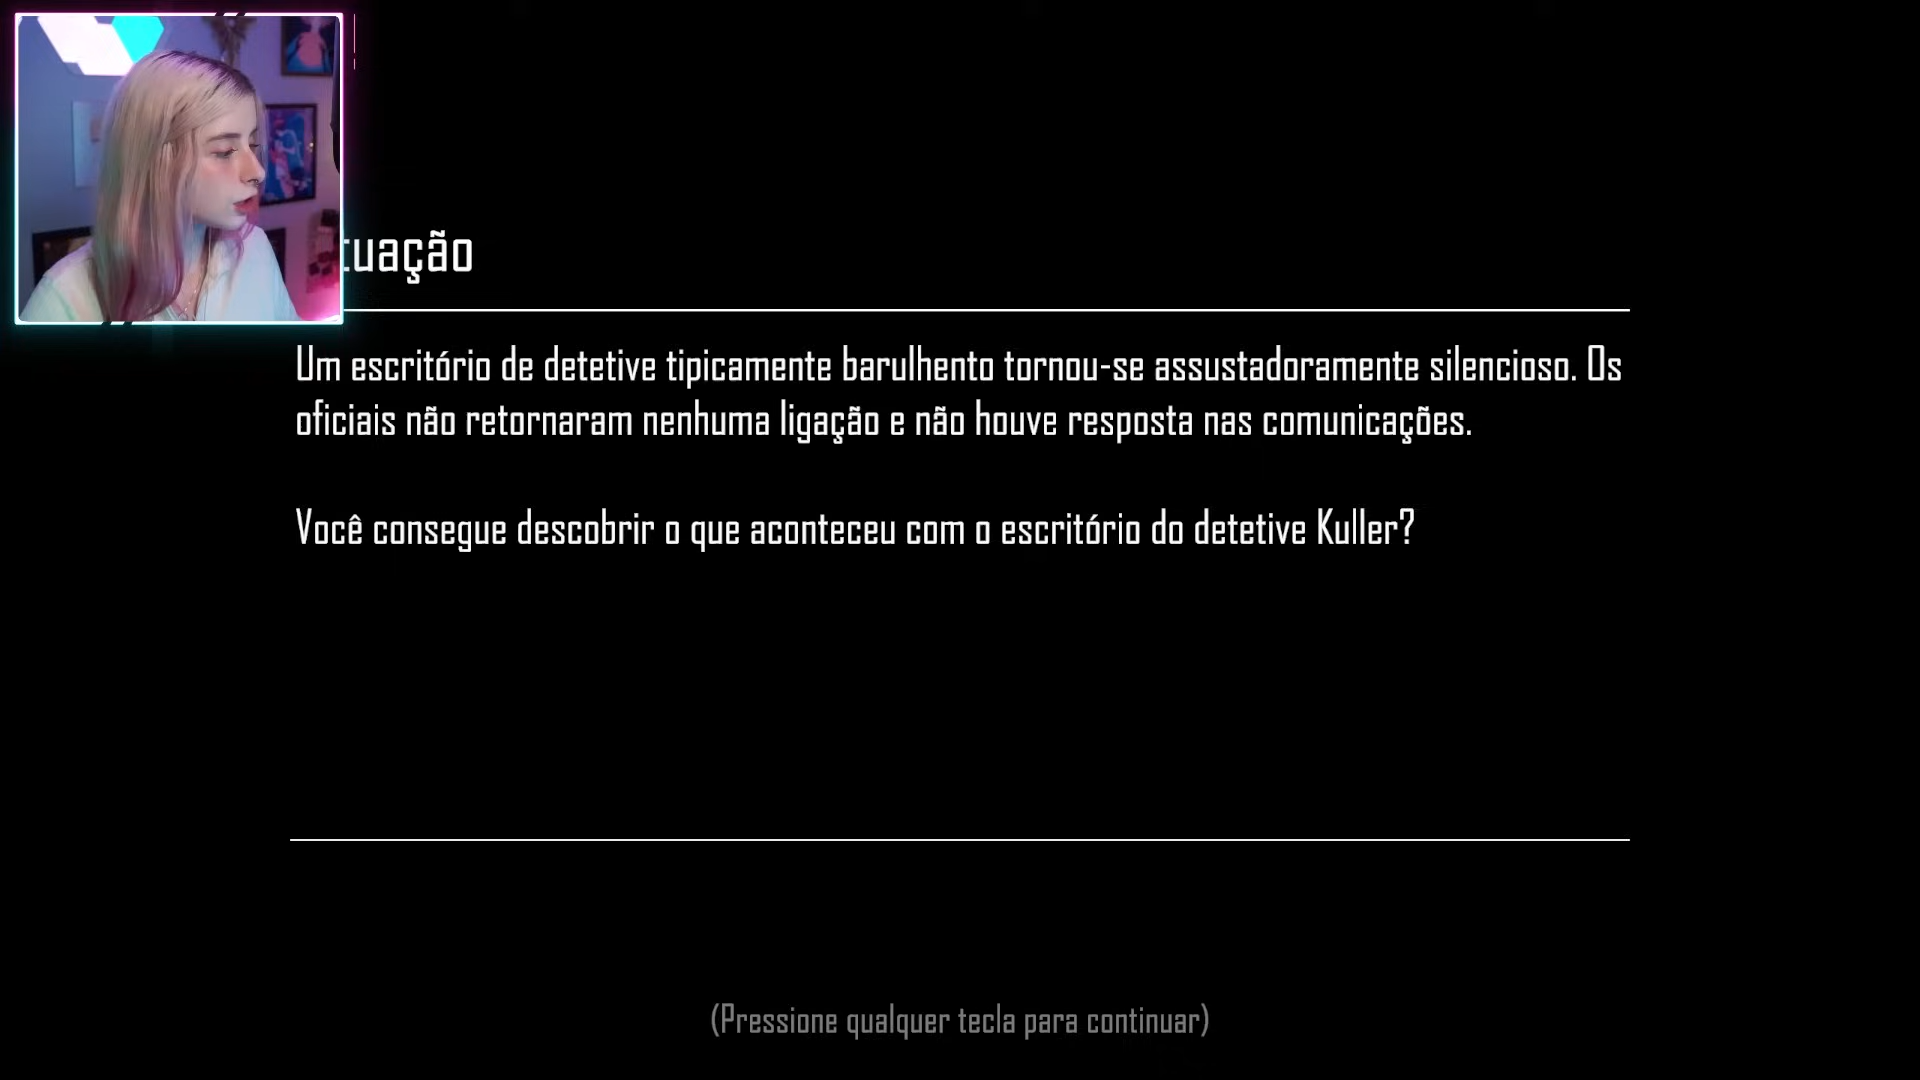 tuação
Um escritório de detetive tipicamente barulhento tornou-se assustadoramente silencioso. Os
oficiais não retornaram nenhuma ligação e não houve resposta nas comunicações.
Você consegue descobrir o que aconteceu com o escritório do detetive Kuller?
(Pressione qualquer tecla para continuar)